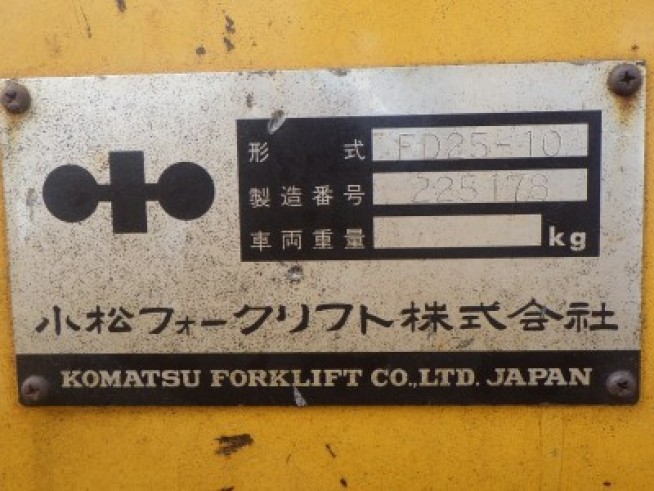 形式 FD25-10
製造番号 225178
車両重量 kg
小松フォークリフト株式会社
KOMATSU FORKLIFT CO.,LTD. JAPAN